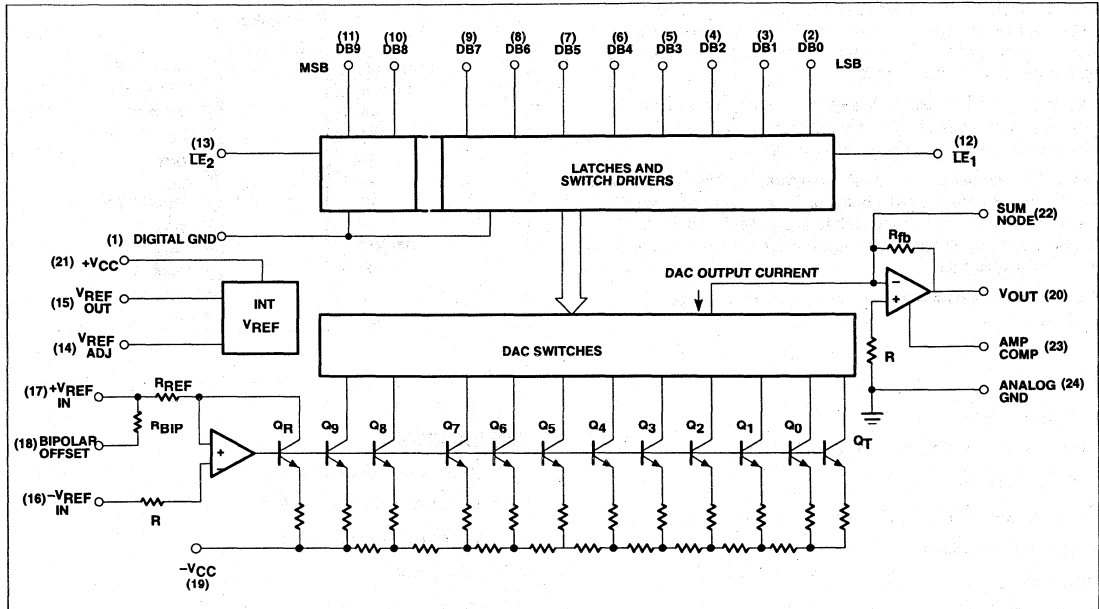 (11) (10) (9) (8) (7) (6) (5) (4) (3) (2)
MSB DB9 DB8 DB7 DB6 DB5 DB4 DB3 DB2 DB1 DB0 LSB
(13)
LE2
LATCHES AND
SWITCH DRIVERS
(12)
LE1
(1) DIGITAL GND
(21) +VCC
(15) VREF
OUT
(14) VREF
ADJ
INT
VREF
DAC OUTPUT CURRENT
SUM (22)
NODE
Rfb
VOUT (20)
AMP (23)
COMP
R
ANALOG (24)
GND
DAC SWITCHES
(17) +VREF
IN
RREF
RBIP
(18) BIPOLAR
OFFSET
(16) –VREF
IN
R
QR Q9 Q8 Q7 Q6 Q5 Q4 Q3 Q2 Q1 Q0 QT
–VCC
(19)